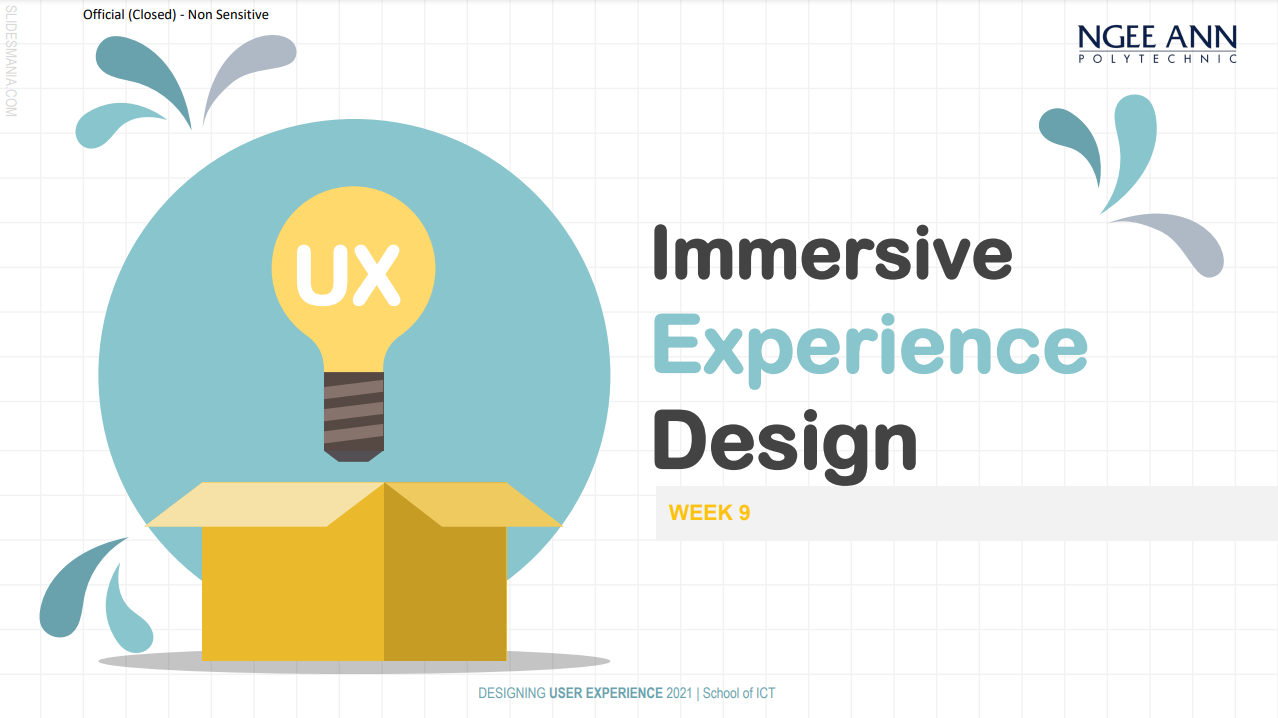 Official (Closed) - Non Sensitive
SLIDESMANIA.COM
NGEE ANN
POLYTECHNIC
UX
Immersive
Experience
Design
WEEK 9
DESIGNING USER EXPERIENCE 2021 | School of ICT